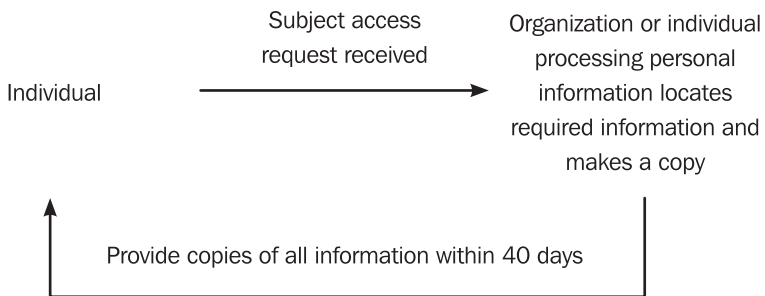 Individual
Subject access
request received
Organization or individual
processing personal
information locates
required information and
makes a copy
Provide copies of all information within 40 days